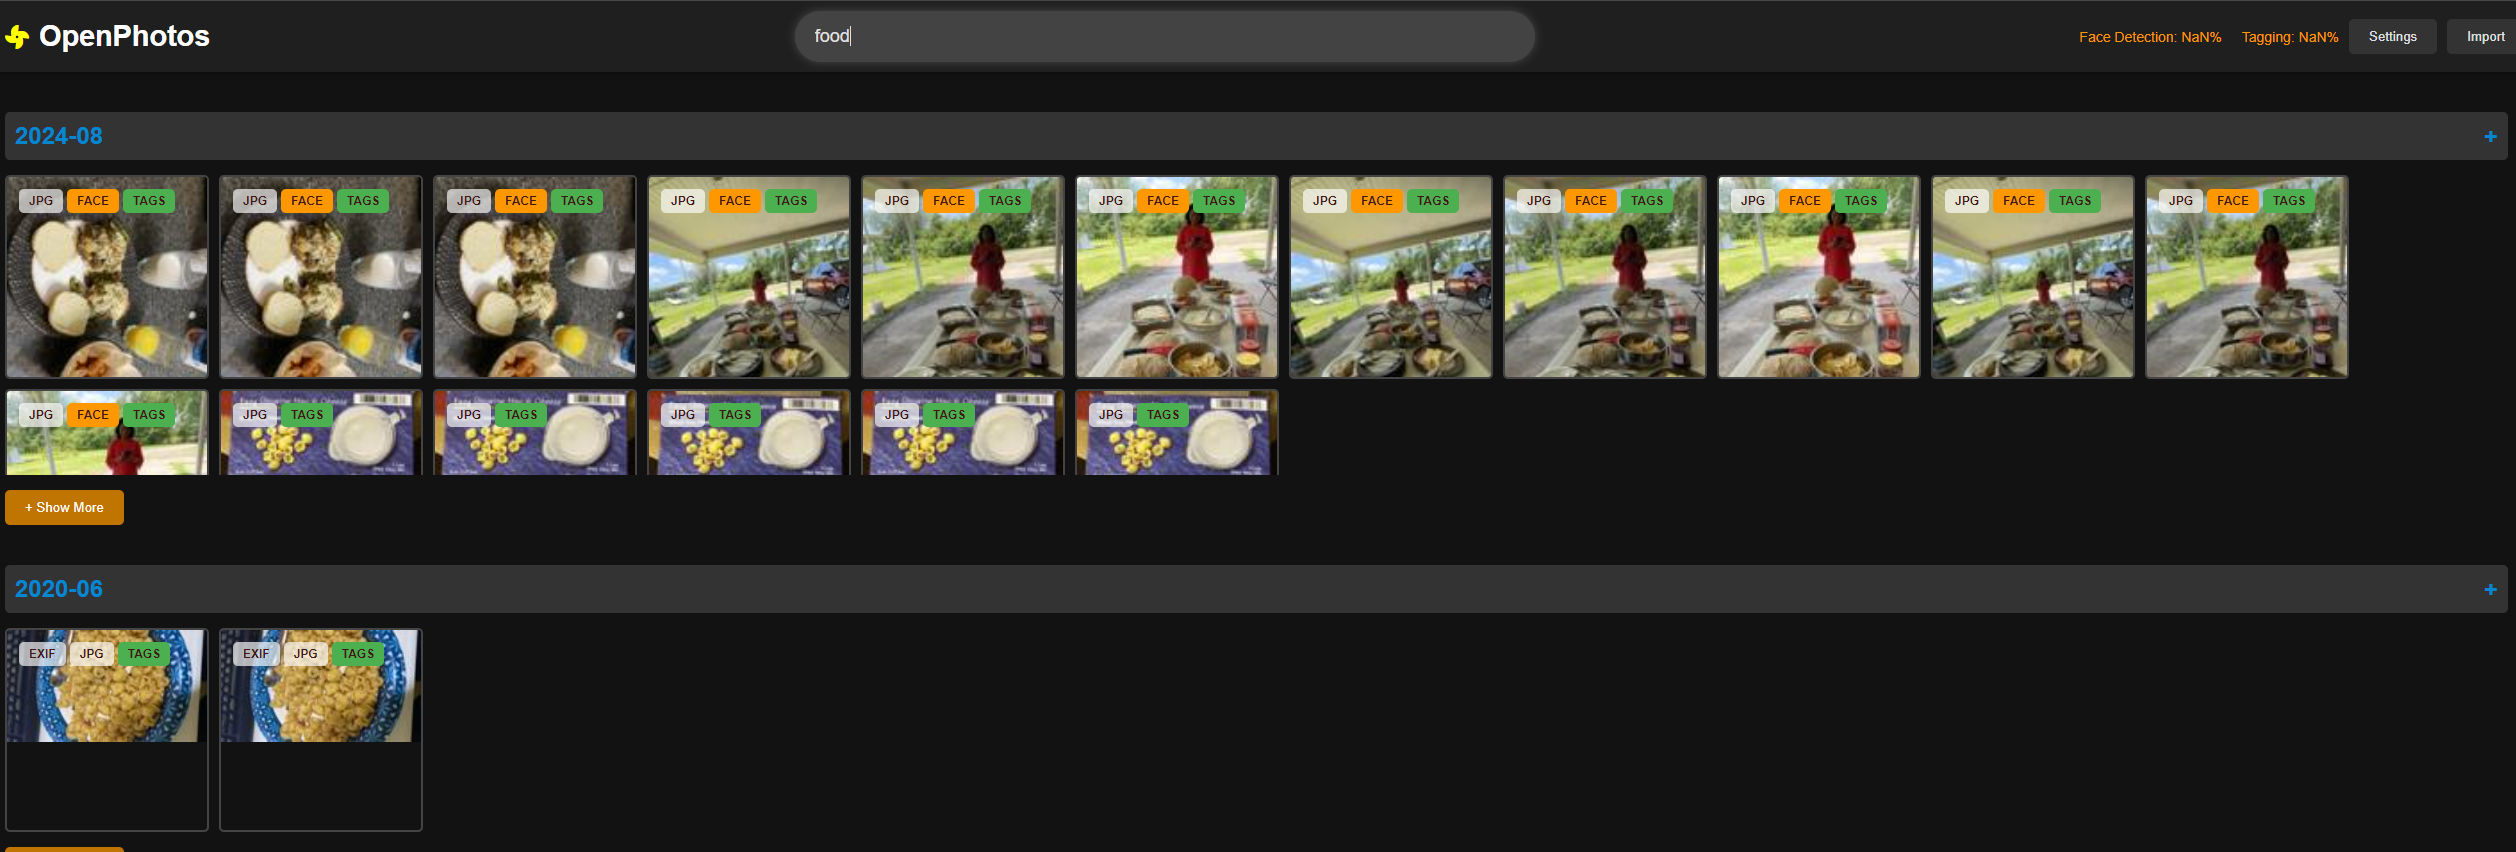 OpenPhotos
food
Face Detection: NaN% Tagging: NaN% Settings Import
2024-08 +
JPG FACE TAGS JPG FACE TAGS JPG FACE TAGS JPG FACE TAGS JPG FACE TAGS JPG FACE TAGS JPG FACE TAGS JPG FACE TAGS JPG FACE TAGS JPG FACE TAGS JPG FACE TAGS
JPG FACE TAGS JPG TAGS JPG TAGS JPG TAGS JPG TAGS JPG TAGS
+ Show More
2020-06 +
EXIF JPG TAGS EXIF JPG TAGS